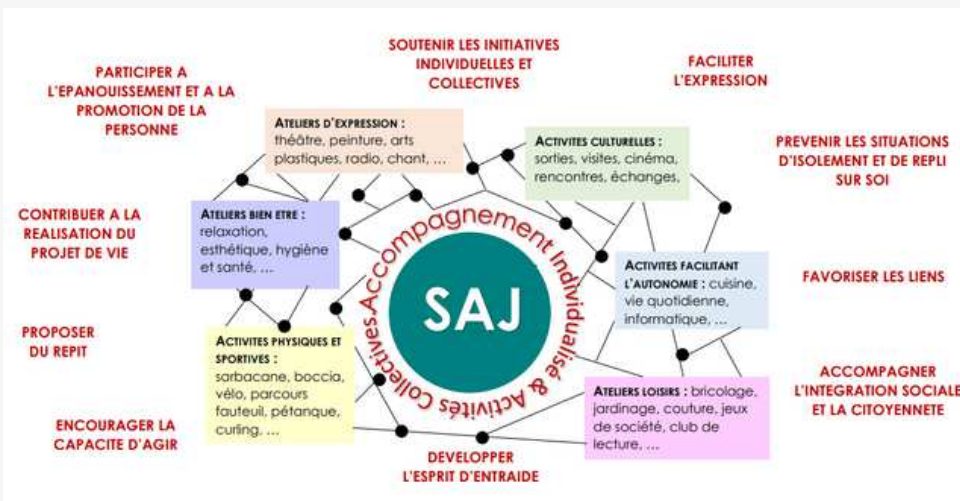 SOUTENIR LES INITIATIVES
INDIVIDUELLES ET
COLLECTIVES
FACILITER
L'EXPRESSION
PARTICIPER A
L'EPANOUISSEMENT ET A LA
PROMOTION DE LA
PERSONNE
ATELIERS D'EXPRESSION :
théâtre, peinture, arts
plastiques, radio, chant, ...
ACTIVITES CULTURELLES :
sorties, visites, cinéma,
rencontres, échanges,
PREVENIR LES SITUATIONS
D'ISOLEMENT ET DE REPLI
SUR SOI
CONTRIBUER A LA
REALISATION DU
PROJET DE VIE
ATELIERS BIEN ETRE :
relaxation,
esthétique, hygiène
et santé, ...
Accompagnement Individualisé & Activités Collectives
SAJ
ACTIVITES FACILITANT
L'AUTONOMIE : cuisine,
vie quotidienne,
informatique, ...
FAVORISER LES LIENS
PROPOSER
DU REPIT
ACTIVITES PHYSIQUES ET
SPORTIVES :
sarbacane, boccia,
vélo, parcours
fauteuil, pétanque,
curling, ...
ATELIERS LOISIRS : bricolage,
jardinage, couture, jeux
de société, club de
lecture, ...
ACCOMPAGNER
L'INTEGRATION SOCIALE
ET LA CITOYENNETE
ENCOURAGER LA
CAPACITE D'AGIR
DEVELOPPER
L'ESPRIT D'ENTRAIDE